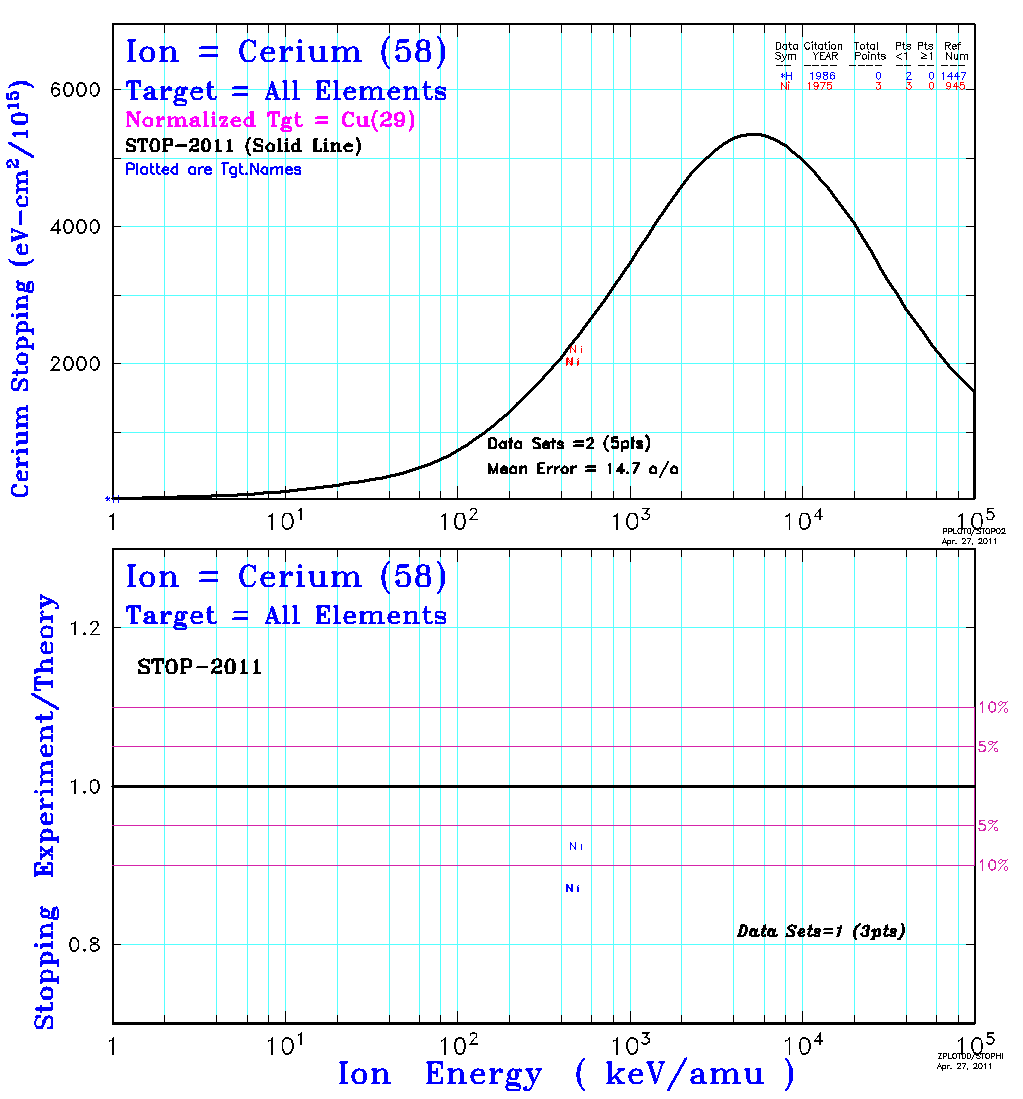 Ion = Cerium (58)
Target = All Elements
Normalized Tgt = Cu(29)
STOP-2011 (Solid Line)
Plotted are Tgt.Names
Data Citation Total Pts Pts Ref
Sym YEAR Points <1 ≥1 Num
*H 1986 0 2 0 1447
Ni 1975 3 3 0 945
Cerium Stopping (eV-cm²/10¹⁵)
6000
4000
2000
Ni
Ni
Data Sets =2 (5pts)
Mean Error = 14.7 o/o
1 10¹ 10² 10³ 10⁴ 10⁵
PPLOTD/STOPO2
Apr. 27, 2011
Ion = Cerium (58)
Target = All Elements
STOP-2011
Stopping Experiment/Theory
1.2
1.0
0.8
10%
5%
5%
10%
Ni
Ni
Data Sets=1 (3pts)
1 10¹ 10² 10³ 10⁴ 10⁵
Ion Energy ( keV/amu )
ZPLOTDD/STOPHI
Apr. 27, 2011